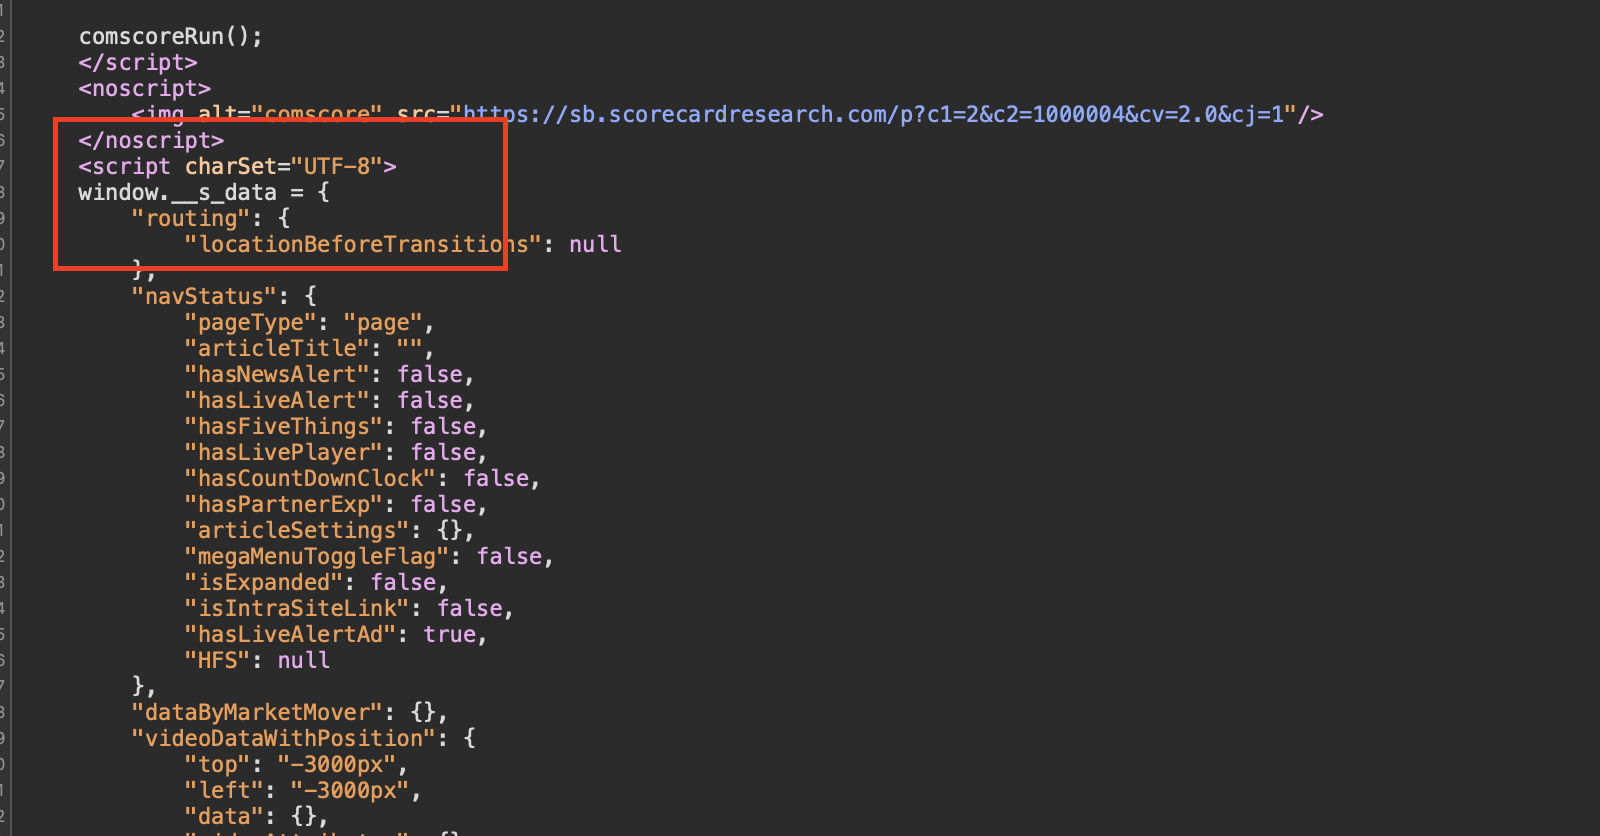 comscoreRun();
</script>
<noscript>
<img alt="comscore" src="https://sb.scorecardresearch.com/p?c1=2&c2=1000004&cv=2.0&cj=1"/>
</noscript>
<script charSet="UTF-8">
window.__s_data = {
"routing": {
"locationBeforeTransitions": null
},
"navStatus": {
"pageType": "page",
"articleTitle": "",
"hasNewsAlert": false,
"hasLiveAlert": false,
"hasFiveThings": false,
"hasLivePlayer": false,
"hasCountDownClock": false,
"hasPartnerExp": false,
"articleSettings": {},
"megaMenuToggleFlag": false,
"isExpanded": false,
"isIntraSiteLink": false,
"hasLiveAlertAd": true,
"HFS": null
},
"dataByMarketMover": {},
"videoDataWithPosition": {
"top": "-3000px",
"left": "-3000px",
"data": {},